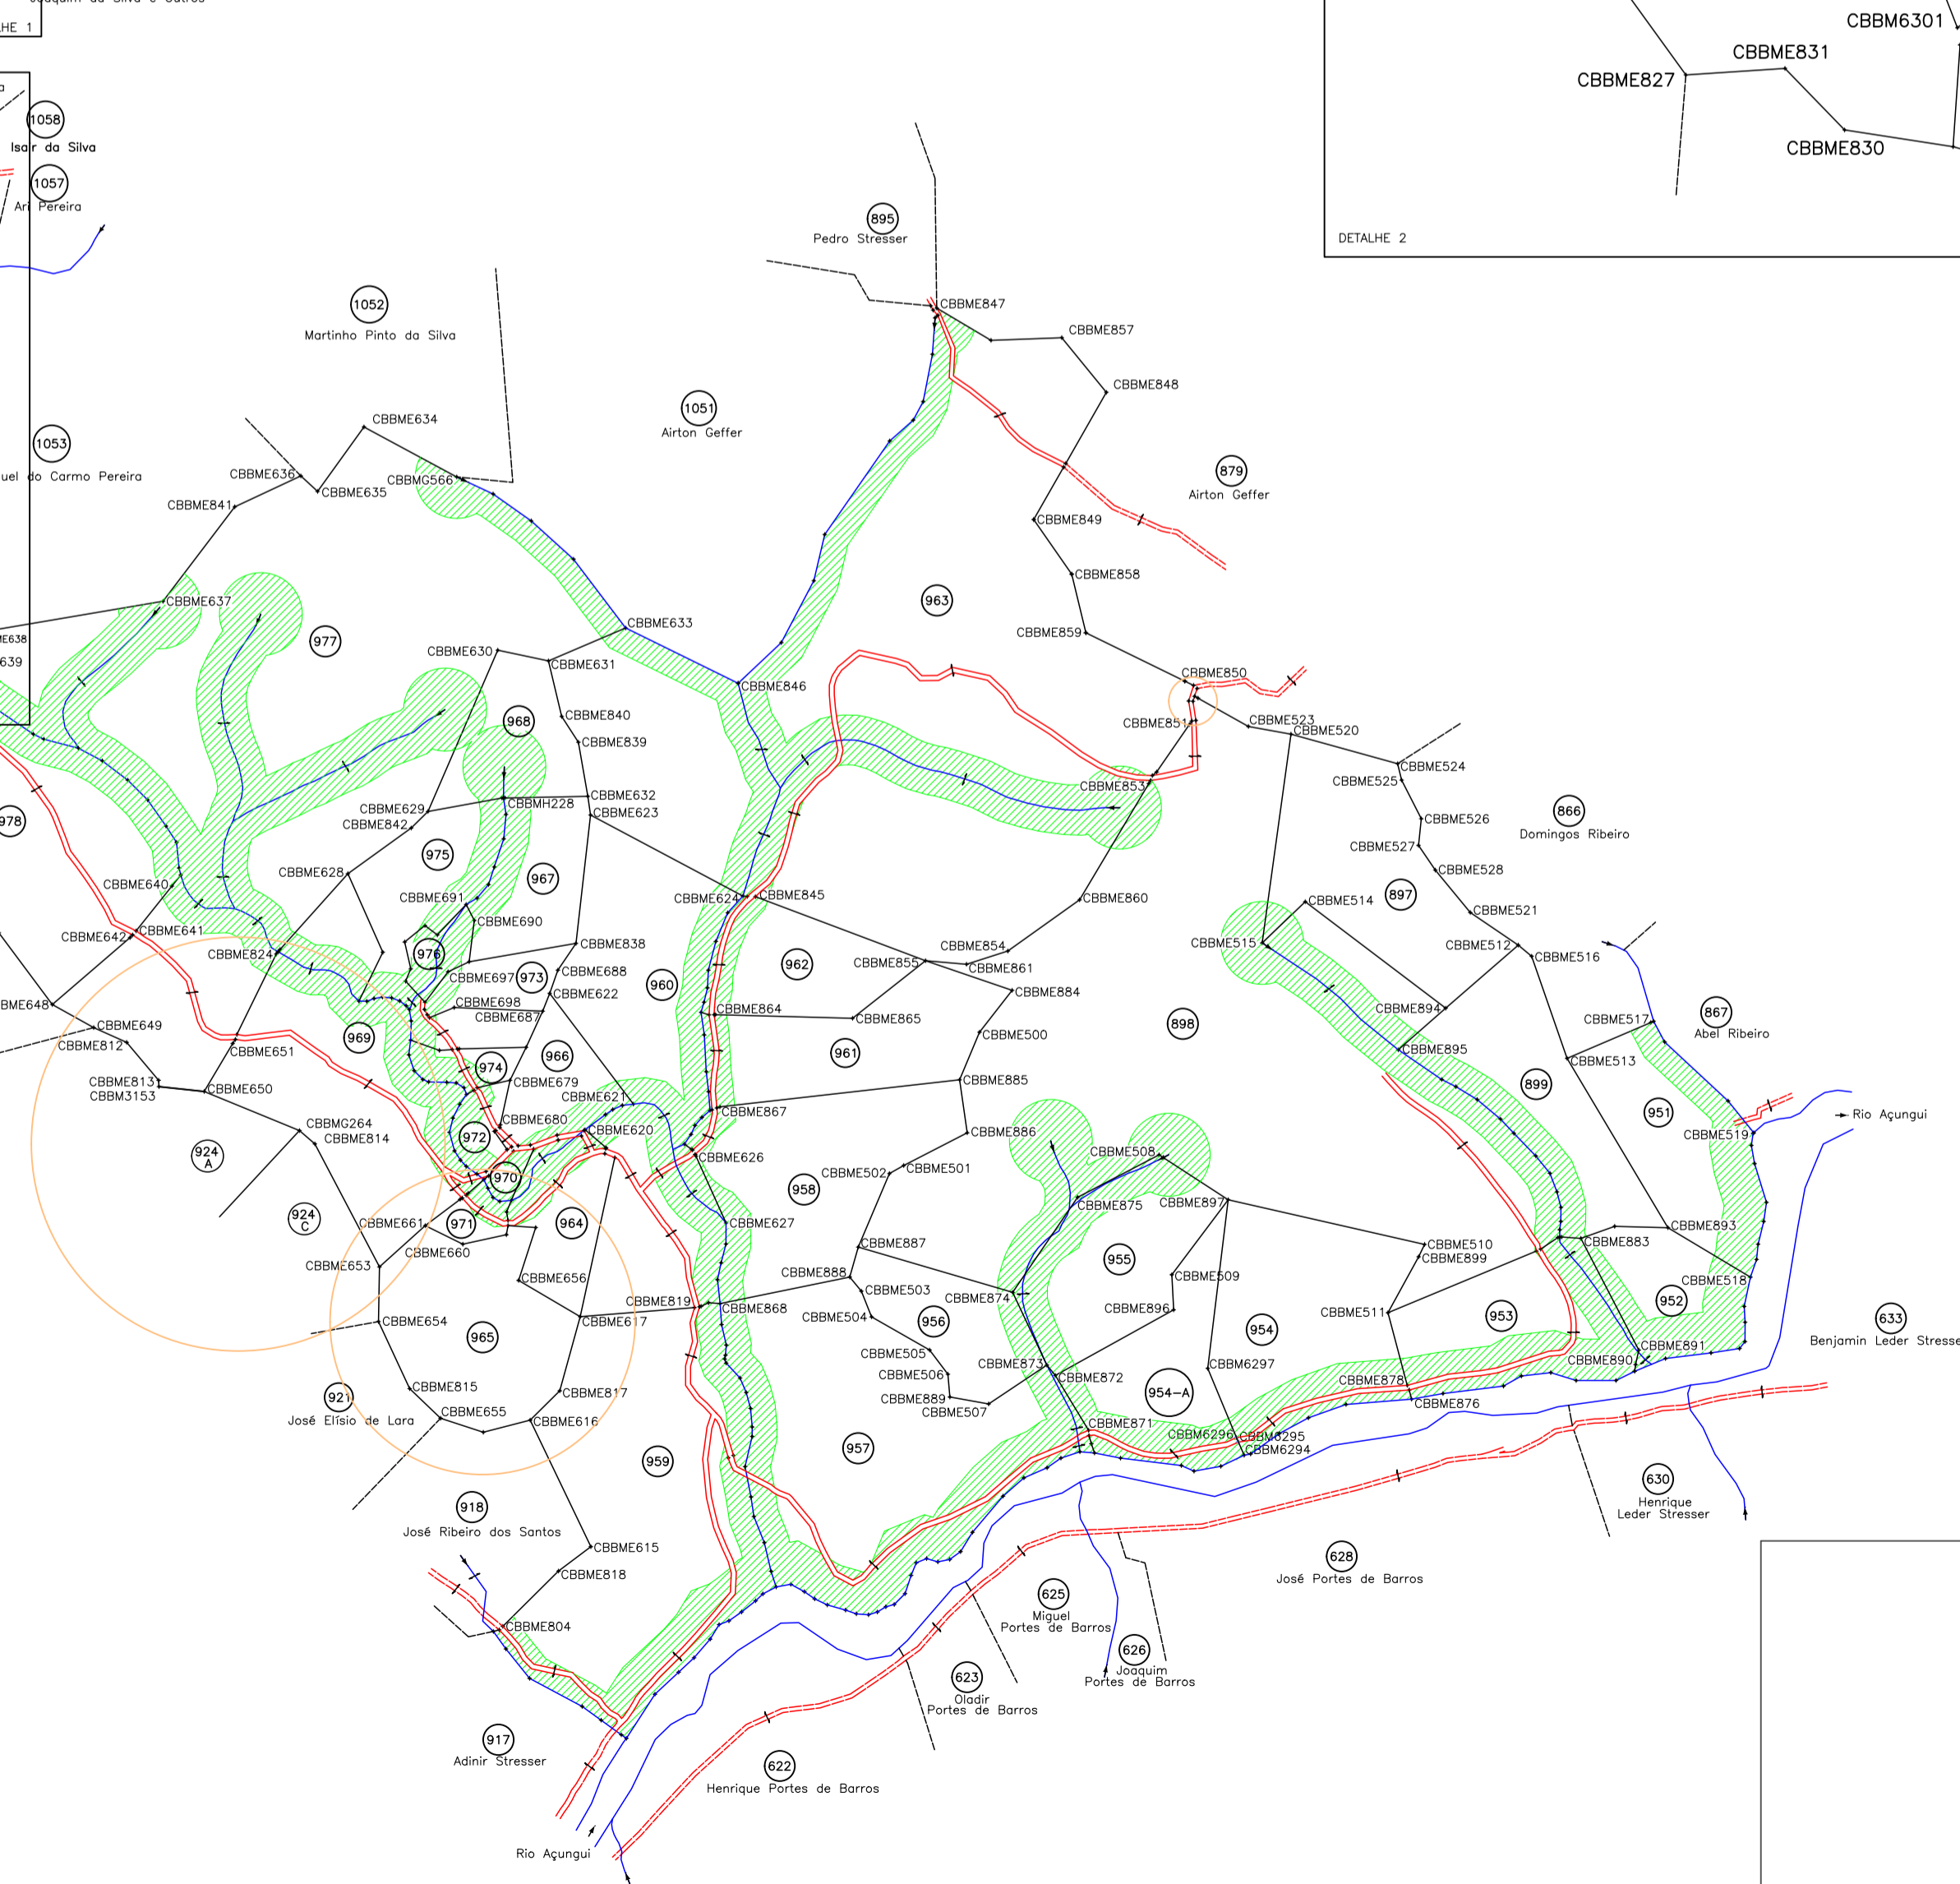 HE 1
1058
Isair da Silva
1057
Ari Pereira
CBBM6301
CBBME831
CBBME827
CBBME830
DETALHE 2
895
Pedro Stresser
1052
Martinho Pinto da Silva
CBBME847
CBBME857
CBBME848
1051
Airton Geffer
CBBME634
1053
uel do Carmo Pereira
CBBME636
CBBMG566
CBBME635
CBBME841
879
Airton Geffer
CBBME849
CBBME858
963
CBBME637
CBBME633
CBBME859
977
ME638
639
CBBME630
CBBME631
CBBME850
CBBME846
968
CBBME840
CBBME851
CBBME523
CBBME520
CBBME839
CBBME524
CBBME525
CBBME853
CBBME632
CBBMH228
CBBME629
CBBME623
866
Domingos Ribeiro
978
CBBME842
CBBME526
CBBME527
975
CBBME628
967
CBBME528
CBBME640
897
CBBME691
CBBME624
CBBME845
CBBME860
CBBME514
CBBME521
CBBME690
CBBME642
CBBME641
CBBME824
976
CBBME838
CBBME854
CBBME515
CBBME512
CBBME516
CBBME697
973
CBBME688
962
CBBME855
CBBME861
960
CBBME622
CBBME884
BME648
CBBME698
CBBME687
CBBME864
CBBME865
CBBME894
CBBME517
867
Abel Ribeiro
CBBME649
CBBME812
969
898
CBBME500
CBBME651
966
961
CBBME895
CBBME513
974
CBBME813
CBBM3153
CBBME650
CBBME679
CBBME885
899
CBBME621
CBBME867
951
Rio Açungui
CBBMG264
CBBME814
CBBME680
CBBME620
972
CBBME886
CBBME519
924
A
CBBME626
CBBME508
970
958
CBBME502
CBBME501
CBBME875
CBBME897
924
C
CBBME661
971
964
CBBME627
CBBME893
CBBME660
CBBME653
CBBME887
955
CBBME510
CBBME899
CBBME883
CBBME656
CBBME888
CBBME509
CBBME518
CBBME503
CBBME874
CBBME819
CBBME868
CBBME896
CBBME511
952
CBBME654
CBBME617
CBBME504
956
954
953
633
Benjamin Leder Stresse
965
CBBME505
CBBME891
CBBME890
CBBME506
CBBME873
CBBME872
CBBM6297
CBBME815
CBBME817
CBBME889
CBBME507
954-A
CBBME878
CBBME876
921
José Elísio de Lara
CBBME655
CBBME616
CBBME871
CBBM6296
CBBM6295
CBBM6294
957
959
630
Henrique
Leder Stresser
918
José Ribeiro dos Santos
CBBME615
CBBME818
628
José Portes de Barros
625
Miguel
Portes de Barros
CBBME804
626
Joaquim
Portes de Barros
623
Oladir
Portes de Barros
917
Adinir Stresser
622
Henrique Portes de Barros
Rio Açungui